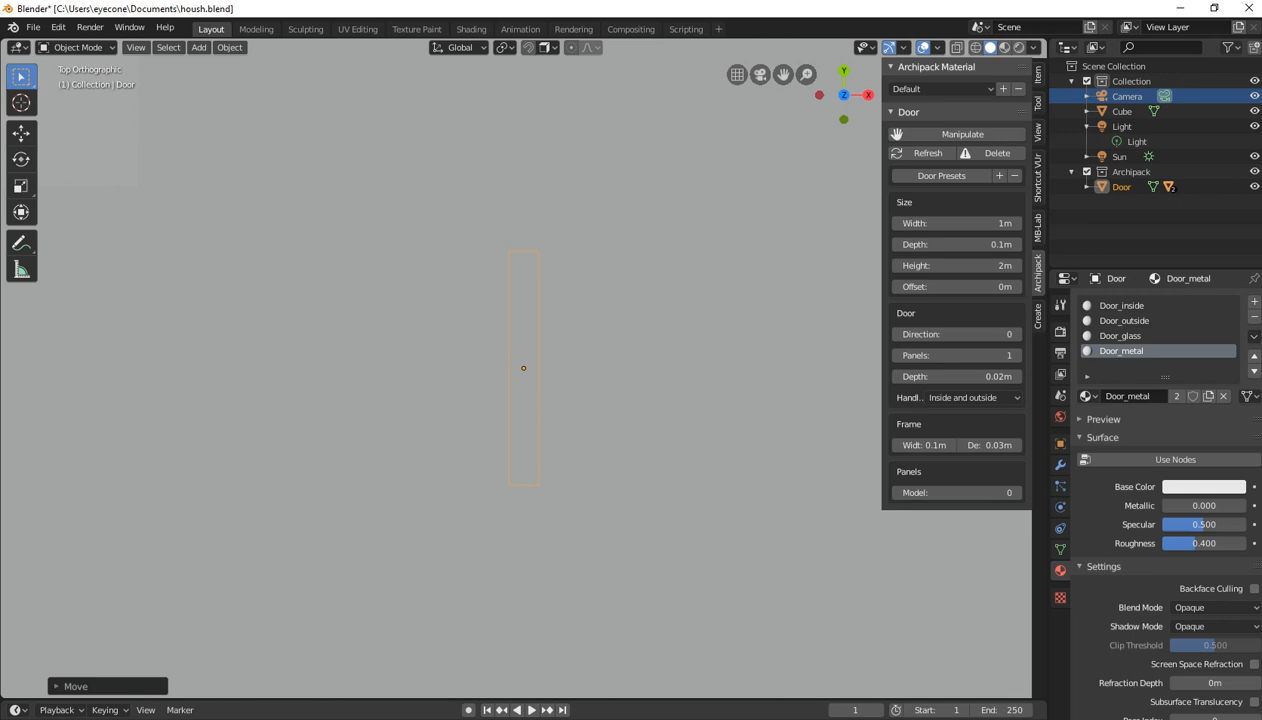 Blender* [C:\Users\eyecone\Documents\housh.blend]
File Edit Render Window Help Layout Modeling Sculpting UV Editing Texture Paint Shading Animation Rendering Compositing Scripting Scene View Layer
Object Mode View Select Add Object Global
Top Orthographic
(1) Collection | Door
Y
Z
X
Move
Archipack Material
Default
Door
Manipulate
Refresh Delete
Door Presets
Size
Width: 1m
Depth: 0.1m
Height: 2m
Offset: 0m
Door
Direction: 0
Panels: 1
Depth: 0.02m
Handl.. Inside and outside
Frame
Widt: 0.1m De: 0.03m
Panels
Model: 0
Item
Tool
View
Shortcut VUr
MB-Lab
Archipack
Create
Scene Collection
Collection
Camera
Cube
Light
Light
Sun
Archipack
Door 2
Door Door_metal
Door_inside
Door_outside
Door_glass
Door_metal
Door_metal 2
Preview
Surface
Use Nodes
Base Color
Metallic 0.000
Specular 0.500
Roughness 0.400
Settings
Backface Culling
Blend Mode Opaque
Shadow Mode Opaque
Clip Threshold 0.500
Screen Space Refraction
Refraction Depth 0m
Subsurface Translucency
Playback Keying View Marker 1 Start: 1 End: 250